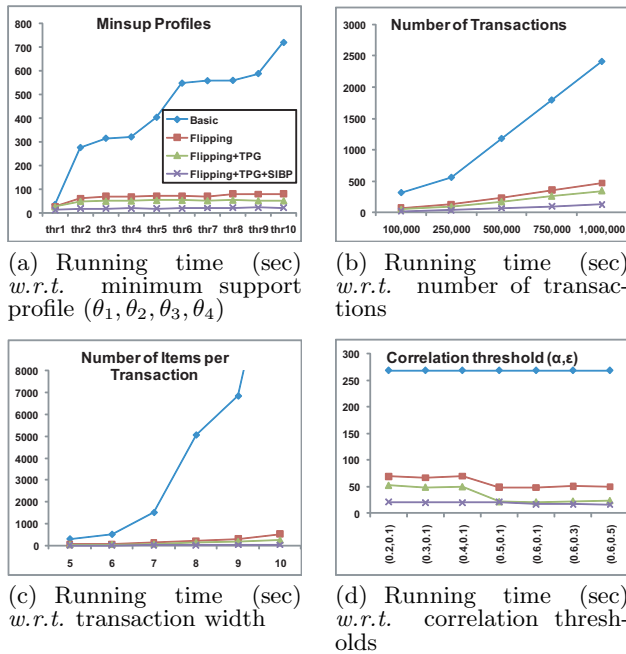 Minsup Profiles
800
700
600
500
400
300
200
100
0
Basic
Flipping
Flipping+TPG
Flipping+TPG+SIBP
thr1 thr2 thr3 thr4 thr5 thr6 thr7 thr8 thr9 thr10
(a) Running time (sec)
w.r.t. minimum support
profile (θ1, θ2, θ3, θ4)
Number of Transactions
3000
2500
2000
1500
1000
500
0
100,000 250,000 500,000 750,000 1,000,000
(b) Running time (sec)
w.r.t. number of transac-
tions
Number of Items per
Transaction
8000
7000
6000
5000
4000
3000
2000
1000
0
5 6 7 8 9 10
(c) Running time (sec)
w.r.t. transaction width
Correlation threshold (α,ε)
300
250
200
150
100
50
0
(0.2,0.1) (0.3,0.1) (0.4,0.1) (0.5,0.1) (0.6,0.1) (0.6,0.3) (0.6,0.5)
(d) Running time (sec)
w.r.t. correlation thresh-
olds